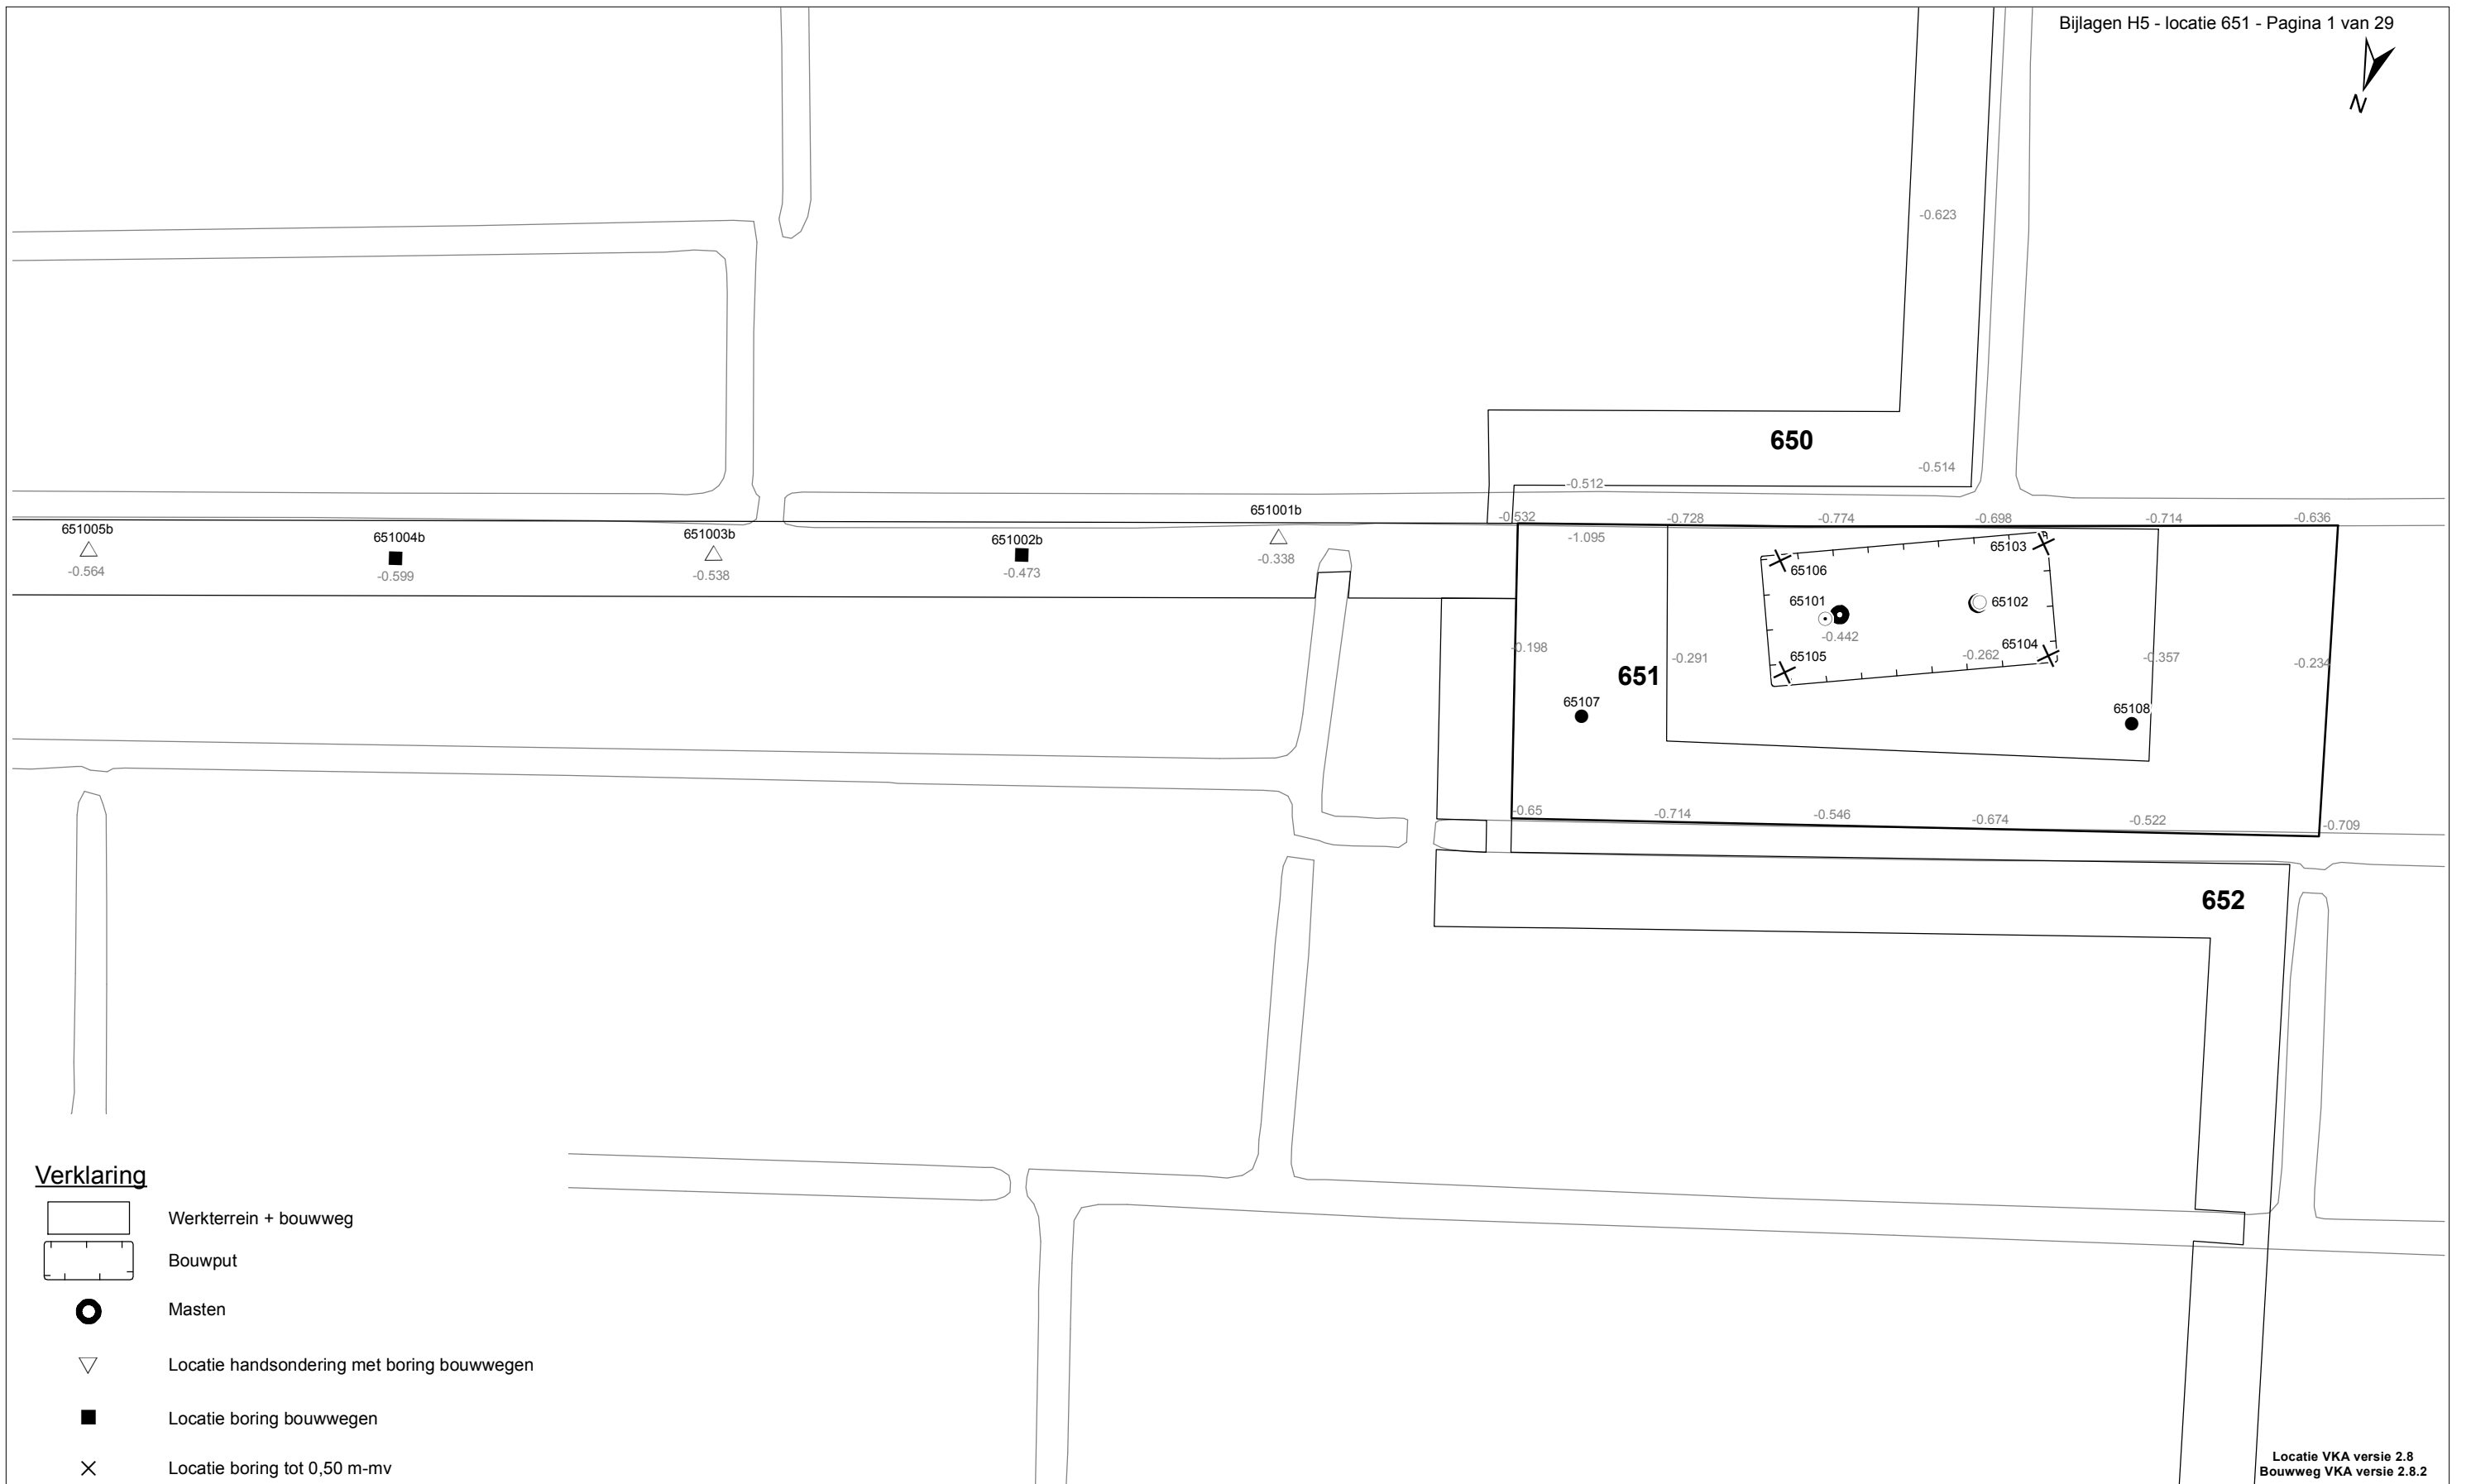 Bijlagen H5 - locatie 651 - Pagina 1 van 29
N
-0.623
650
-0.514
-0.512
651001b
-0.532
-0.728
-0.774
-0.698
-0.714
-0.636
651005b
651004b
651003b
651002b
-1.095
65103
-0.564
-0.599
-0.538
-0.473
-0.338
65106
65101
65102
-0.442
-0.198
-0.291
65105
-0.262
65104
-0.357
-0.234
651
65107
65108
-0.65
-0.714
-0.546
-0.674
-0.522
-0.709
652
Verklaring
Werkterrein + bouwweg
Bouwput
Masten
Locatie handsondering met boring bouwwegen
Locatie boring bouwwegen
Locatie boring tot 0,50 m-mv
Locatie VKA versie 2.8
Bouwweg VKA versie 2.8.2